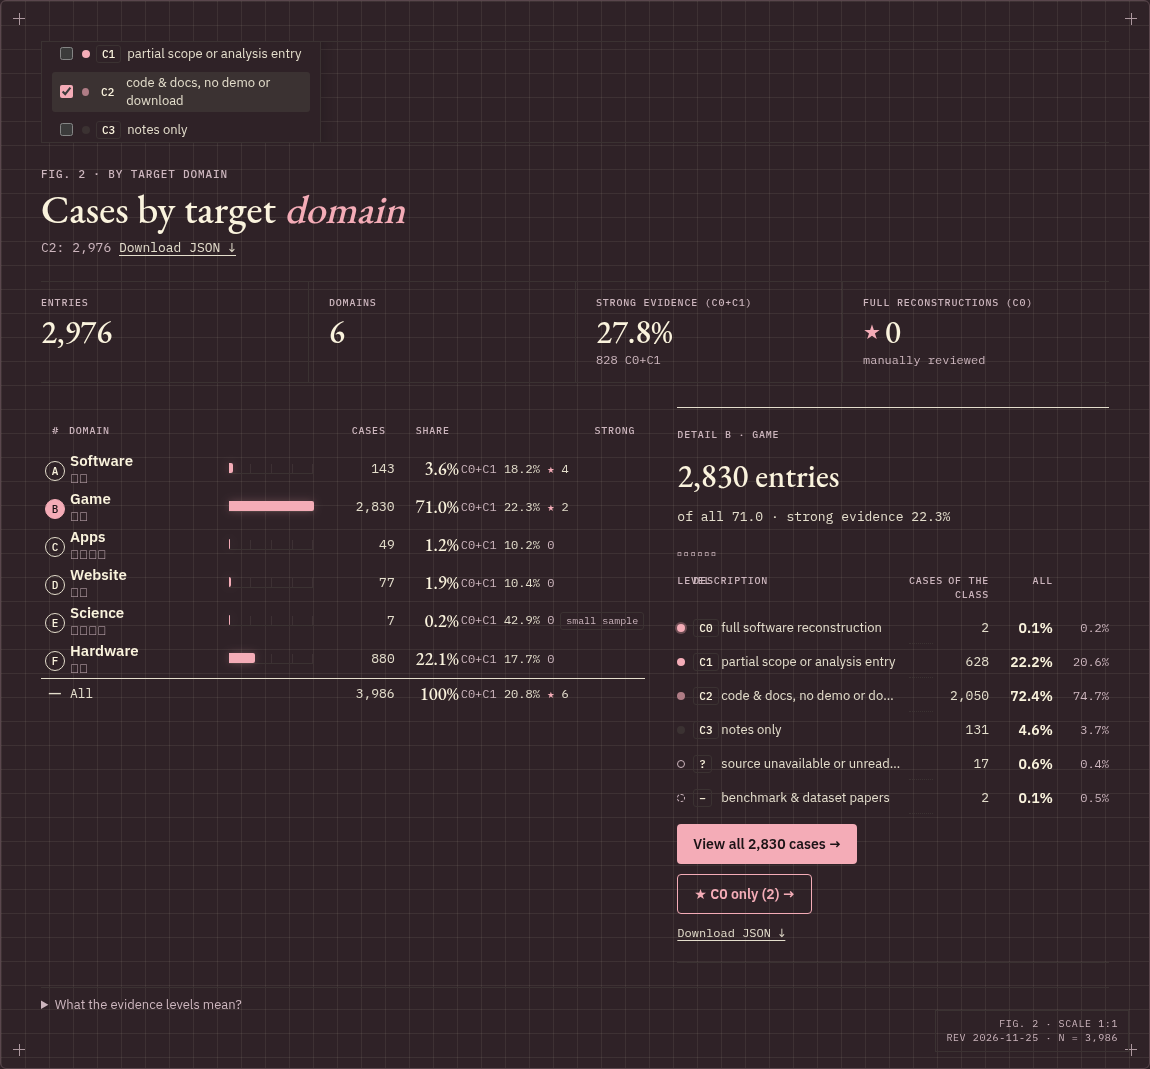 C1 partial scope or analysis entry
C2 code & docs, no demo or
download
C3 notes only
FIG. 2 · BY TARGET DOMAIN
Cases by target domain
C2: 2,976 Download JSON ↓
ENTRIES
2,976
DOMAINS
6
STRONG EVIDENCE (C0+C1)
27.8%
828 C0+C1
FULL RECONSTRUCTIONS (C0)
★ 0
manually reviewed
# DOMAIN CASES SHARE STRONG
A Software 143 3.6% C0+C1 18.2% ★ 4
B Game 2,830 71.0% C0+C1 22.3% ★ 2
C Apps 49 1.2% C0+C1 10.2% 0
D Website 77 1.9% C0+C1 10.4% 0
E Science 7 0.2% C0+C1 42.9% 0 small sample
F Hardware 880 22.1% C0+C1 17.7% 0
— All 3,986 100% C0+C1 20.8% ★ 6
DETAIL B · GAME
2,830 entries
of all 71.0 · strong evidence 22.3%
LEVEL DESCRIPTION CASES OF THE ALL
CLASS
C0 full software reconstruction 2 0.1% 0.2%
C1 partial scope or analysis entry 628 22.2% 20.6%
C2 code & docs, no demo or do… 2,050 72.4% 74.7%
C3 notes only 131 4.6% 3.7%
? source unavailable or unread… 17 0.6% 0.4%
– benchmark & dataset papers 2 0.1% 0.5%
View all 2,830 cases →
★ C0 only (2) →
Download JSON ↓
▶ What the evidence levels mean?
FIG. 2 · SCALE 1:1
REV 2026-11-25 · N = 3,986